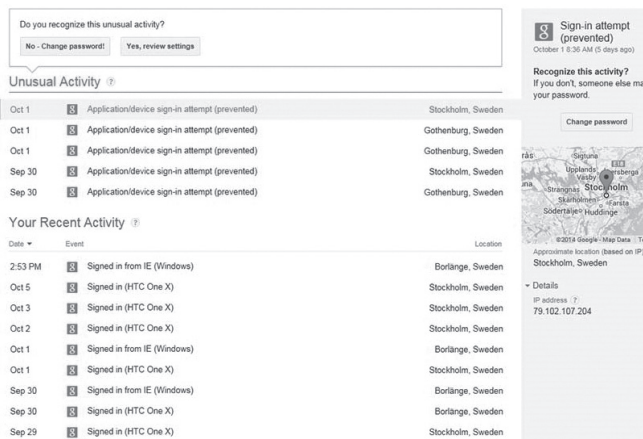 Do you recognize this unusual activity?
No - Change password!
Yes, review settings
Unusual Activity ?
Oct 1 g Application/device sign-in attempt (prevented) Stockholm, Sweden
Oct 1 g Application/device sign-in attempt (prevented) Gothenburg, Sweden
Oct 1 g Application/device sign-in attempt (prevented) Gothenburg, Sweden
Sep 30 g Application/device sign-in attempt (prevented) Stockholm, Sweden
Sep 30 g Application/device sign-in attempt (prevented) Gothenburg, Sweden
Your Recent Activity ?
Date Event Location
2:53 PM g Signed in from IE (Windows) Borlänge, Sweden
Oct 5 g Signed in (HTC One X) Stockholm, Sweden
Oct 3 g Signed in (HTC One X) Stockholm, Sweden
Oct 2 g Signed in (HTC One X) Stockholm, Sweden
Oct 1 g Signed in from IE (Windows) Borlänge, Sweden
Oct 1 g Signed in (HTC One X) Stockholm, Sweden
Sep 30 g Signed in from IE (Windows) Borlänge, Sweden
Sep 30 g Signed in (HTC One X) Borlänge, Sweden
Sep 29 g Signed in (HTC One X) Stockholm, Sweden
g Sign-in attempt
(prevented)
October 1 8:36 AM (5 days ago)
Recognize this activity?
If you don't, someone else ma
your password.
Change password
rås Sigtuna
E18
Upplands
Väsby ersberga
una Strängnäs Stockholm
Skärholmen Farsta
Södertälje Huddinge
©2014 Google - Map Data T
Approximate location (based on IP)
Stockholm, Sweden
Details
IP address ?
79.102.107.204